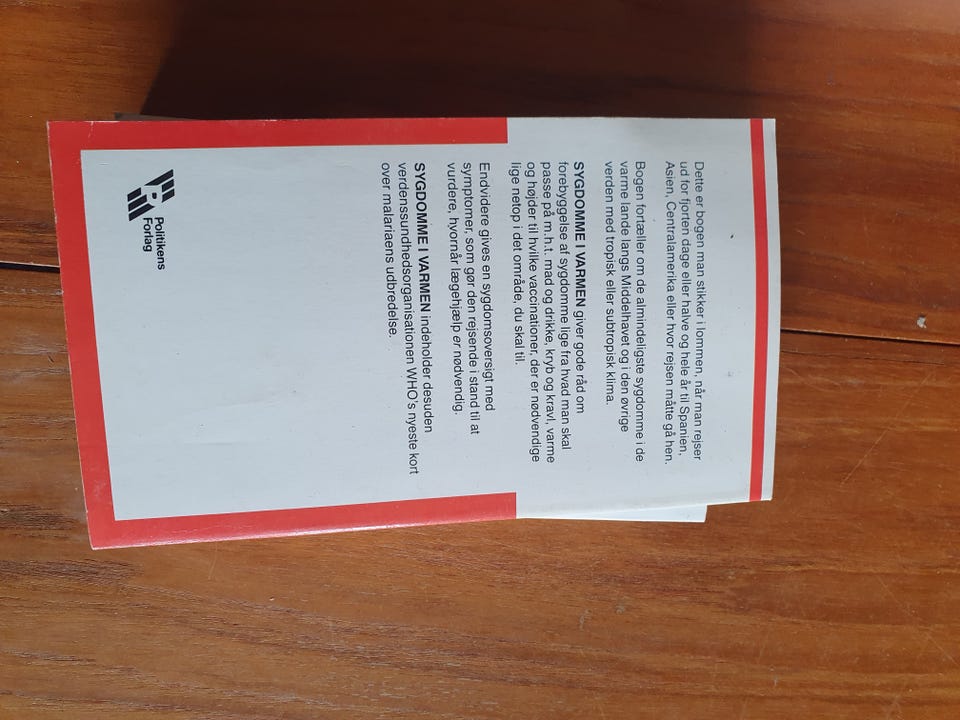 Dette er bogen man stikker i lommen, når man rejser
ud for fjorten dage eller halve og hele år til Spanien,
Asien, Centralamerika eller hvor rejsen måtte gå hen.
Bogen fortæller om de almindeligste sygdomme i de
varme lande langs Middelhavet og i den øvrige
verden med tropisk eller subtropisk klima.
SYGDOMME I VARMEN giver gode råd om
forebyggelse af sygdomme lige fra hvad man skal
passe på m.h.t. mad og drikke, kryb og kravl, varme
og højder til hvilke vaccinationer, der er nødvendige
lige netop i det område, du skal til.
Endvidere gives en sygdomsoversigt med
symptomer, som gør den rejsende i stand til at
vurdere, hvornår lægehjælp er nødvendig.
SYGDOMME I VARMEN indeholder desuden
verdenssundhedsorganisationen WHO's nyeste kort
over malariaens udbredelse.
Politikens
Forlag